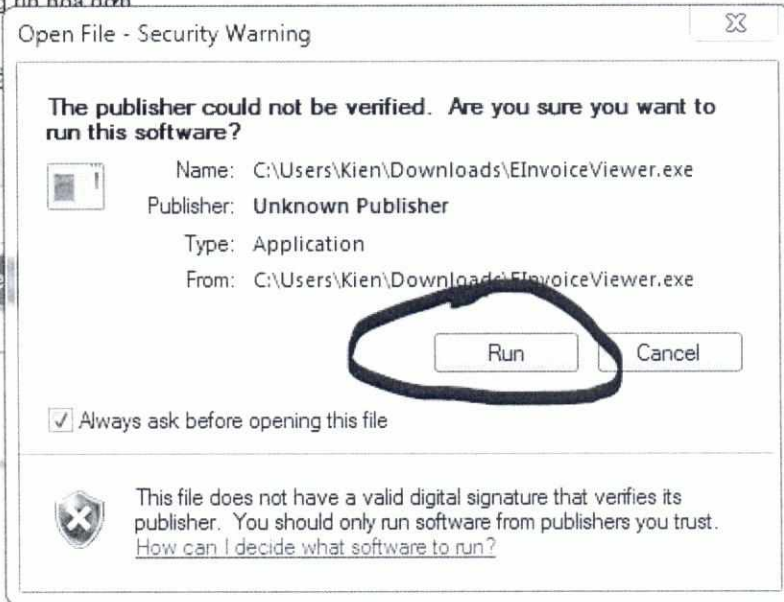 Open File - Security Warning
The publisher could not be verified. Are you sure you want to
run this software?
Name: C:\Users\Kien\Downloads\EInvoiceViewer.exe
Publisher: Unknown Publisher
Type: Application
From: C:\Users\Kien\Downloads\EInvoiceViewer.exe
Run Cancel
Always ask before opening this file
This file does not have a valid digital signature that verifies its
publisher. You should only run software from publishers you trust.
How can I decide what software to run?